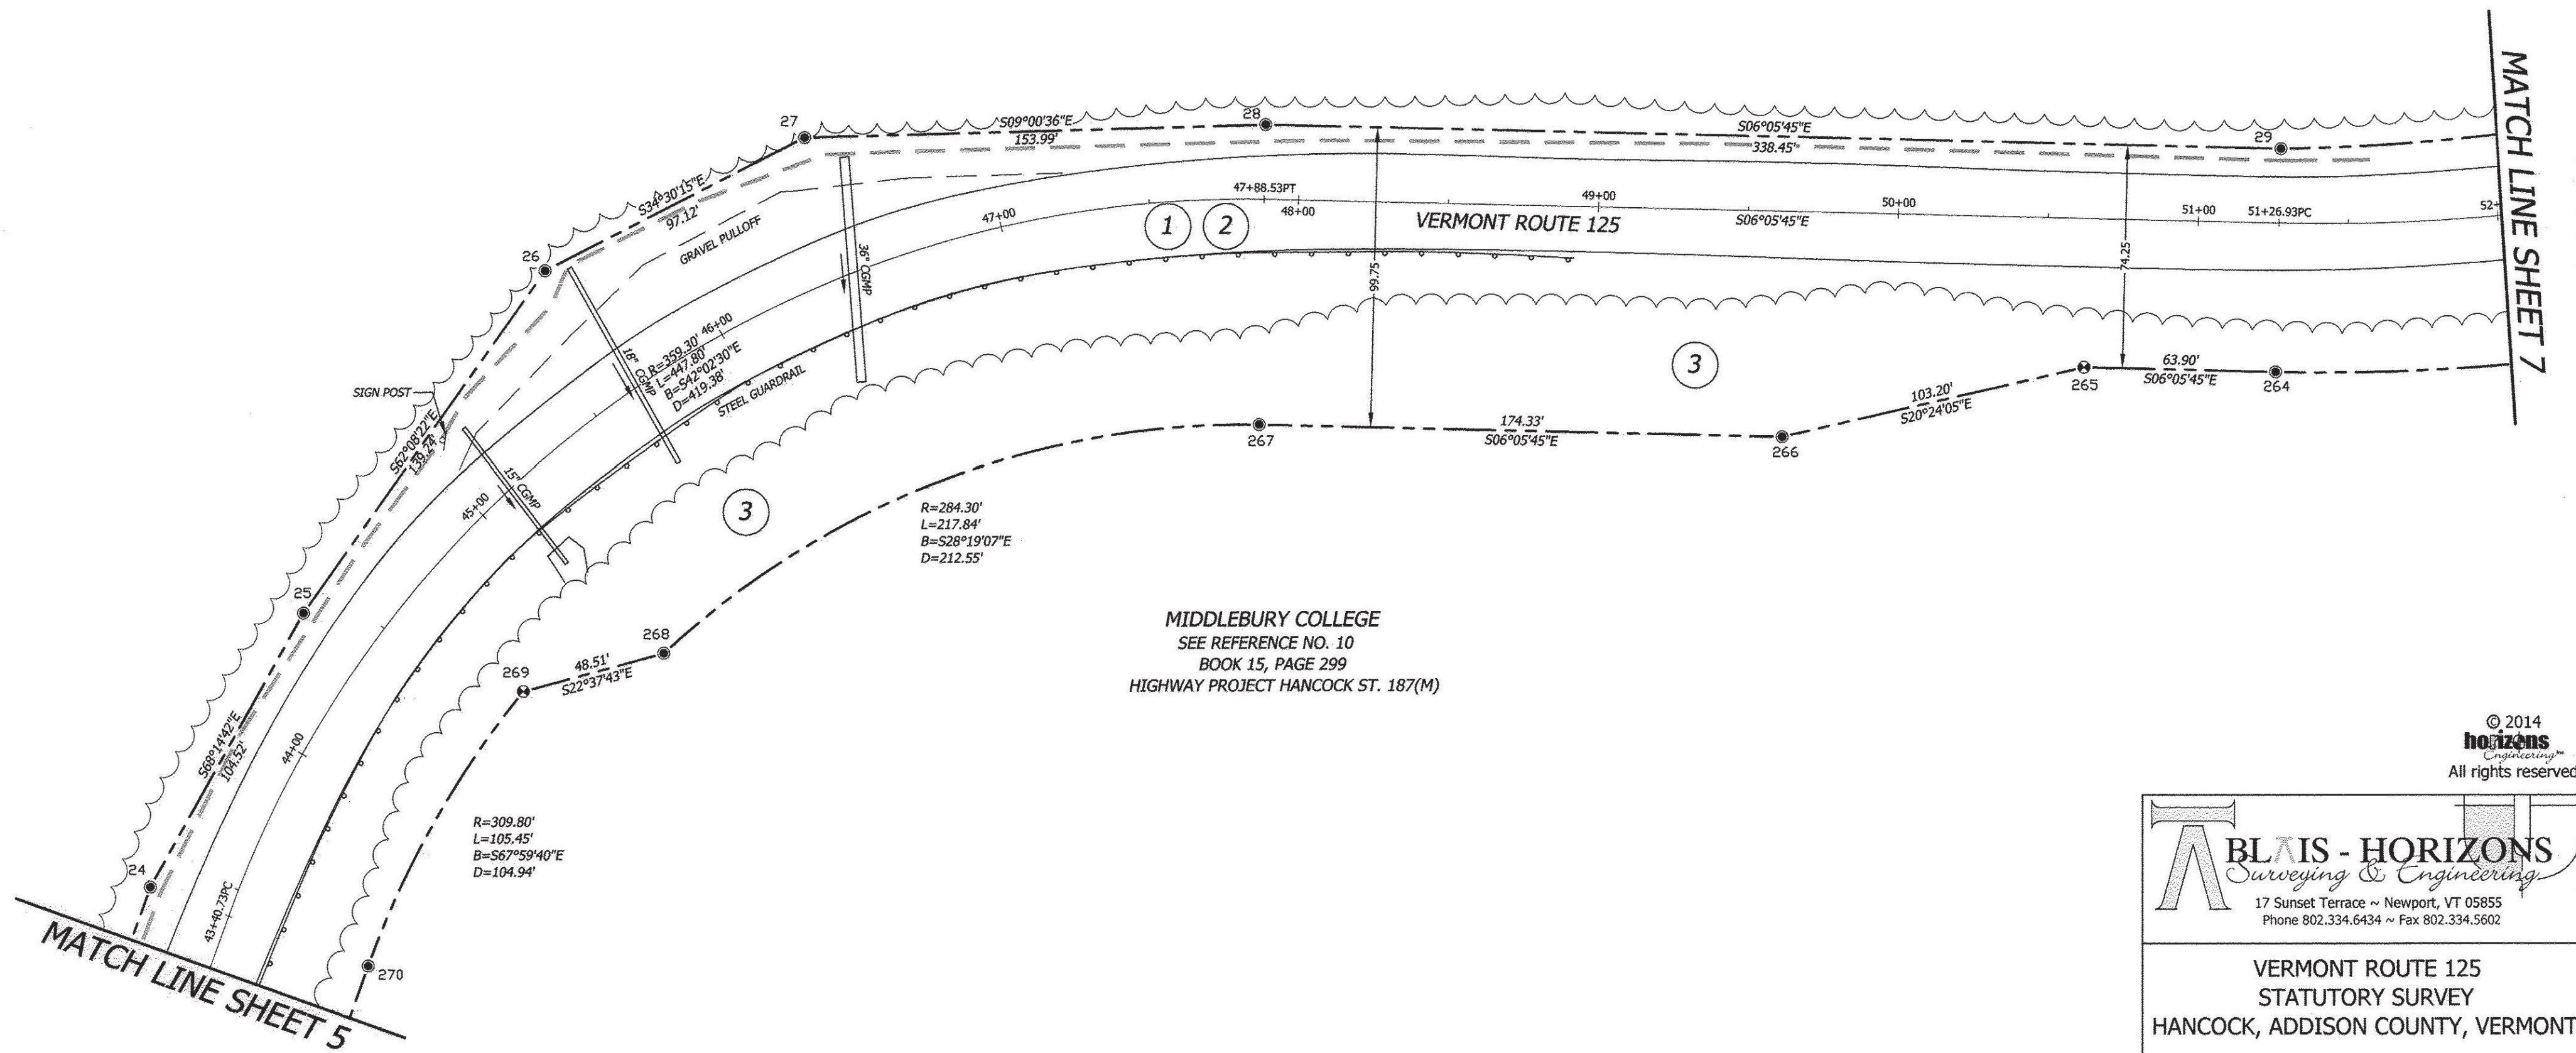 27
S09°00'36"E
153.99'
28
S06°05'45"E
338.45'
29
MATCH LINE SHEET 7
S34°30'15"E
97.12'
GRAVEL PULLOFF
26
36" CGMP
47+00
47+88.53PT
48+00
1
2
VERMONT ROUTE 125
49+00
S06°05'45"E
50+00
51+00
51+26.93PC
52+
99.75
74.25
18" CGMP
46+00
R=359.30'
L=447.80'
B=S42°02'30"E
D=419.38'
STEEL GUARDRAIL
SIGN POST
S62°08'22"E
139.24'
15" CGMP
45+00
3
3
63.90'
S06°05'45"E
265
264
103.20'
S20°24'05"E
174.33'
S06°05'45"E
267
266
R=284.30'
L=217.84'
B=S28°19'07"E
D=212.55'
25
268
269
48.51'
S22°37'43"E
MIDDLEBURY COLLEGE
SEE REFERENCE NO. 10
BOOK 15, PAGE 299
HIGHWAY PROJECT HANCOCK ST. 187(M)
S68°14'42"E
104.52'
44+00
R=309.80'
L=105.45'
B=S67°59'40"E
D=104.94'
24
43+40.73PC
270
MATCH LINE SHEET 5
© 2014
horizens
Engineering inc
All rights reserved
BLAIS - HORIZONS
Surveying & Engineering
17 Sunset Terrace ~ Newport, VT 05855
Phone 802.334.6434 ~ Fax 802.334.5602
VERMONT ROUTE 125
STATUTORY SURVEY
HANCOCK, ADDISON COUNTY, VERMONT